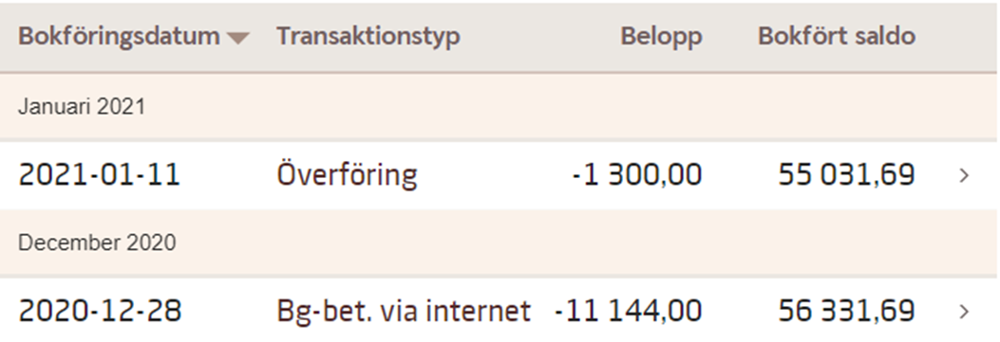 Bokföringsdatum Transaktionstyp Belopp Bokfört saldo
Januari 2021
2021-01-11 Överföring -1 300,00 55 031,69
December 2020
2020-12-28 Bg-bet. via internet -11 144,00 56 331,69